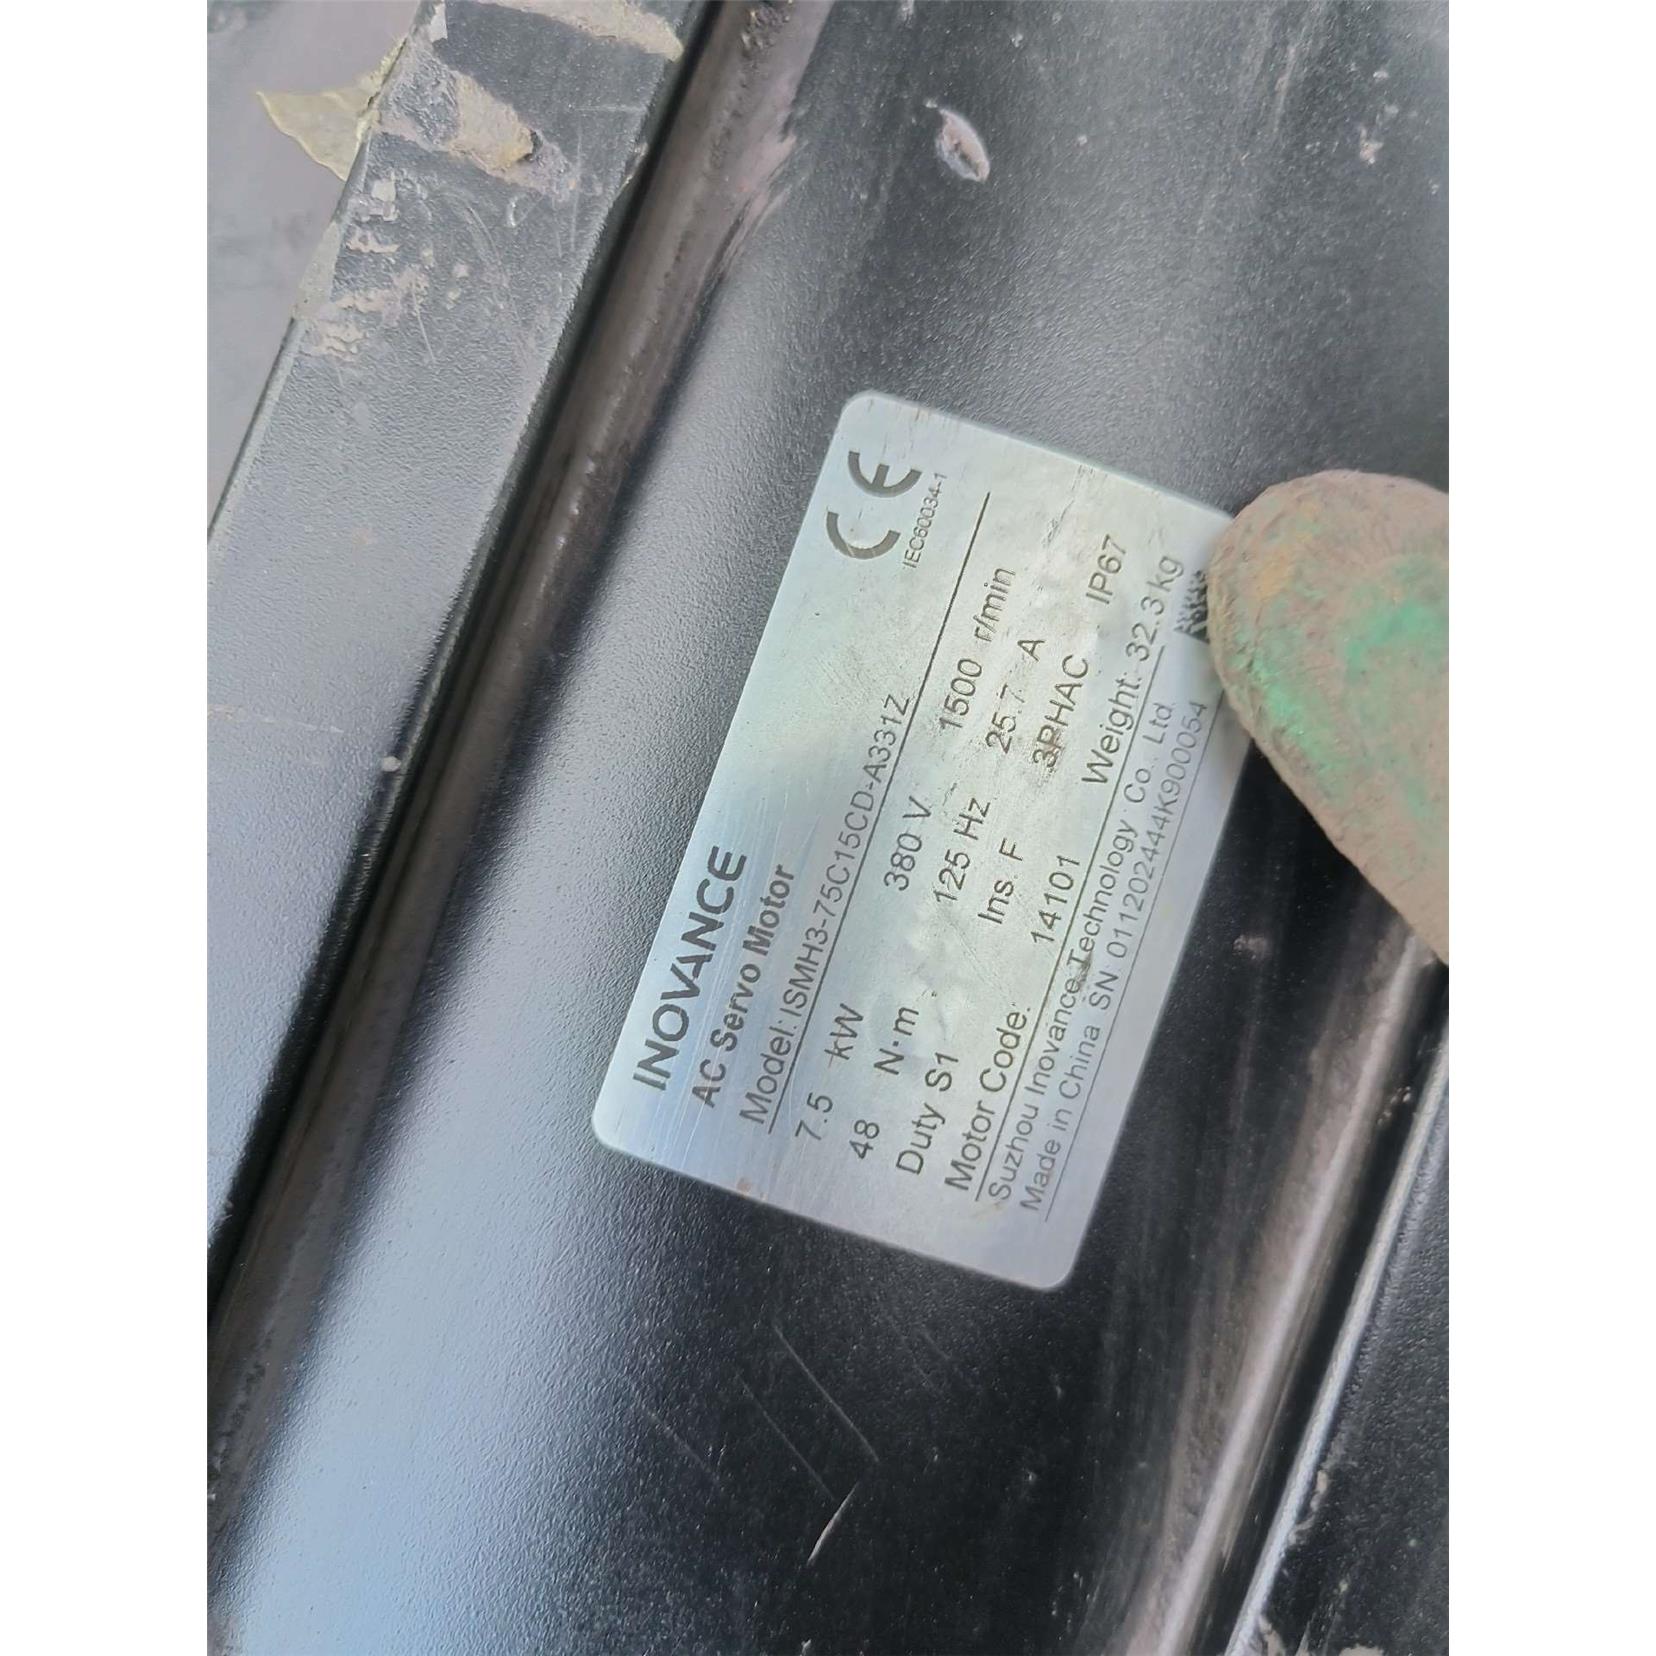 INOVANCE
CE
AC Servo Motor
IEC60034-1
Model: ISMH3-75C15CD-A331Z
7.5 kW 380 V 1500 r/min
48 N·m 125 Hz 25.7 A
Duty S1 Ins. F 3PHAC IP67
Motor Code: 14101 Weight: 32.3 kg
Suzhou Inovance Technology Co., Ltd.
Made in China SN: 011202444K900054